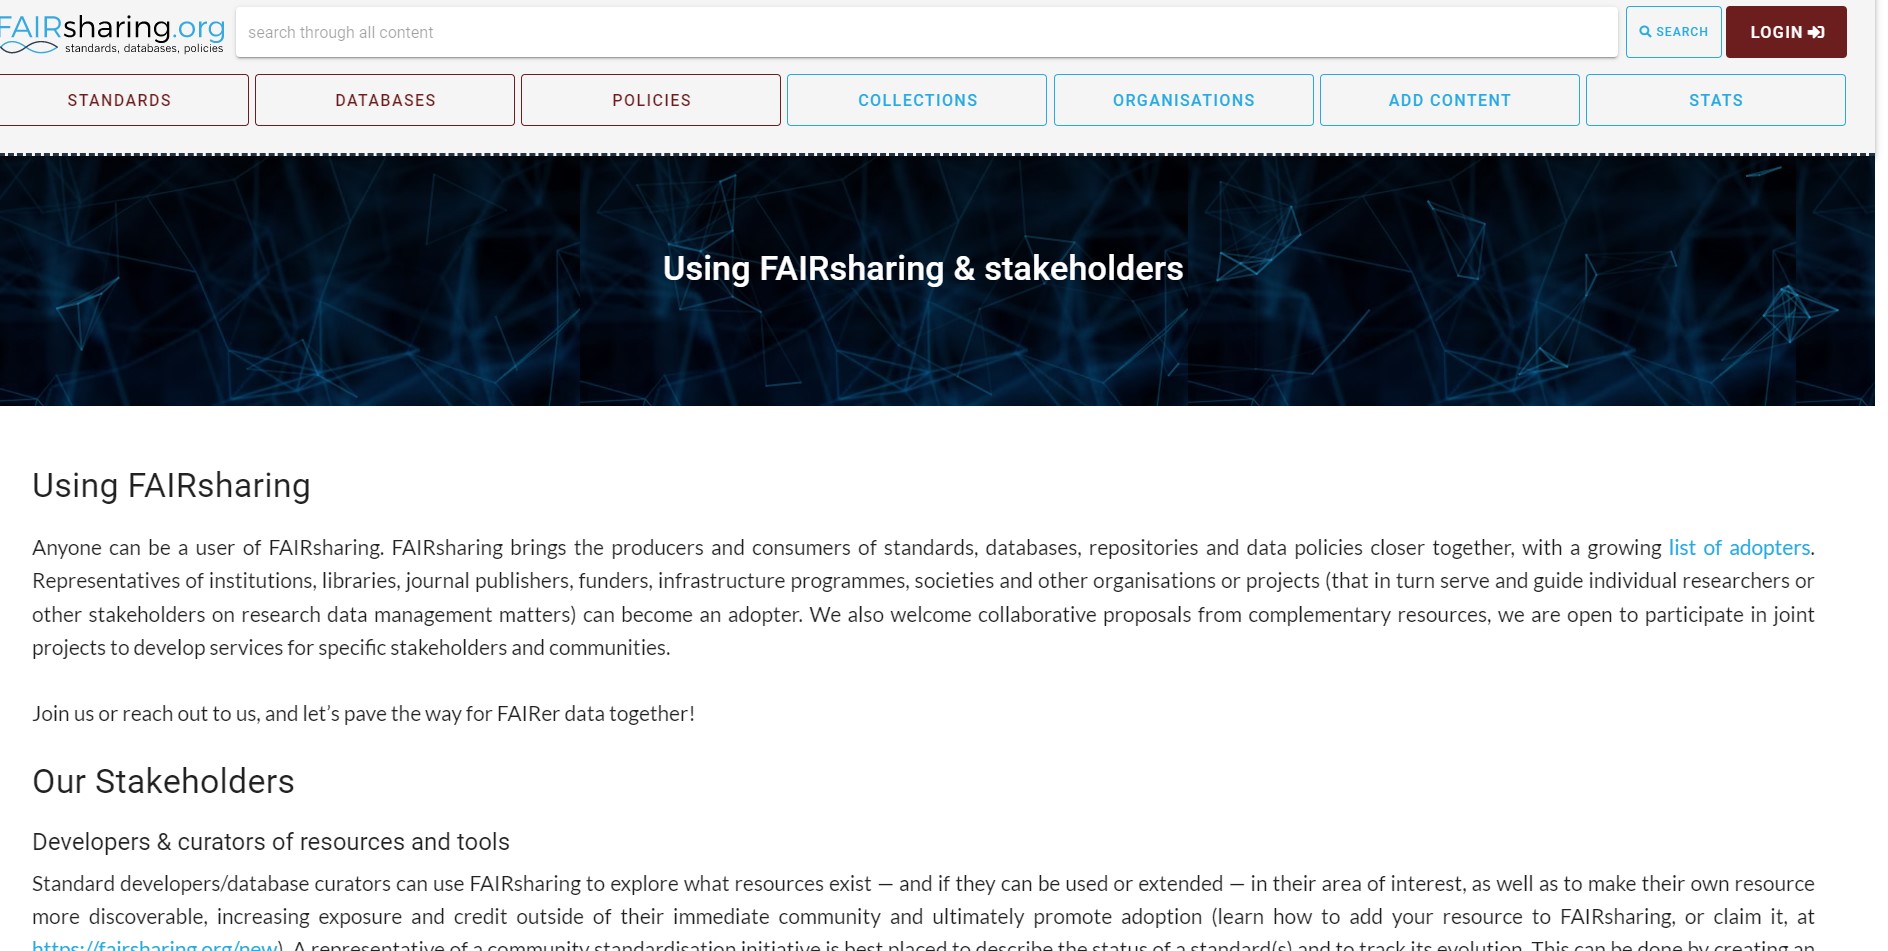 FAIRsharing.org
standards, databases, policies
search through all content
SEARCH
LOGIN
STANDARDS
DATABASES
POLICIES
COLLECTIONS
ORGANISATIONS
ADD CONTENT
STATS
Using FAIRsharing & stakeholders
Using FAIRsharing
Anyone can be a user of FAIRsharing. FAIRsharing brings the producers and consumers of standards, databases, repositories and data policies closer together, with a growing list of adopters.
Representatives of institutions, libraries, journal publishers, funders, infrastructure programmes, societies and other organisations or projects (that in turn serve and guide individual researchers or
other stakeholders on research data management matters) can become an adopter. We also welcome collaborative proposals from complementary resources, we are open to participate in joint
projects to develop services for specific stakeholders and communities.
Join us or reach out to us, and let’s pave the way for FAIRer data together!
Our Stakeholders
Developers & curators of resources and tools
Standard developers/database curators can use FAIRsharing to explore what resources exist — and if they can be used or extended — in their area of interest, as well as to make their own resource
more discoverable, increasing exposure and credit outside of their immediate community and ultimately promote adoption (learn how to add your resource to FAIRsharing, or claim it, at
https://fairsharing.org/new). A representative of a community standardisation initiative is best placed to describe the status of a standard(s) and to track its evolution. This can be done by creating an